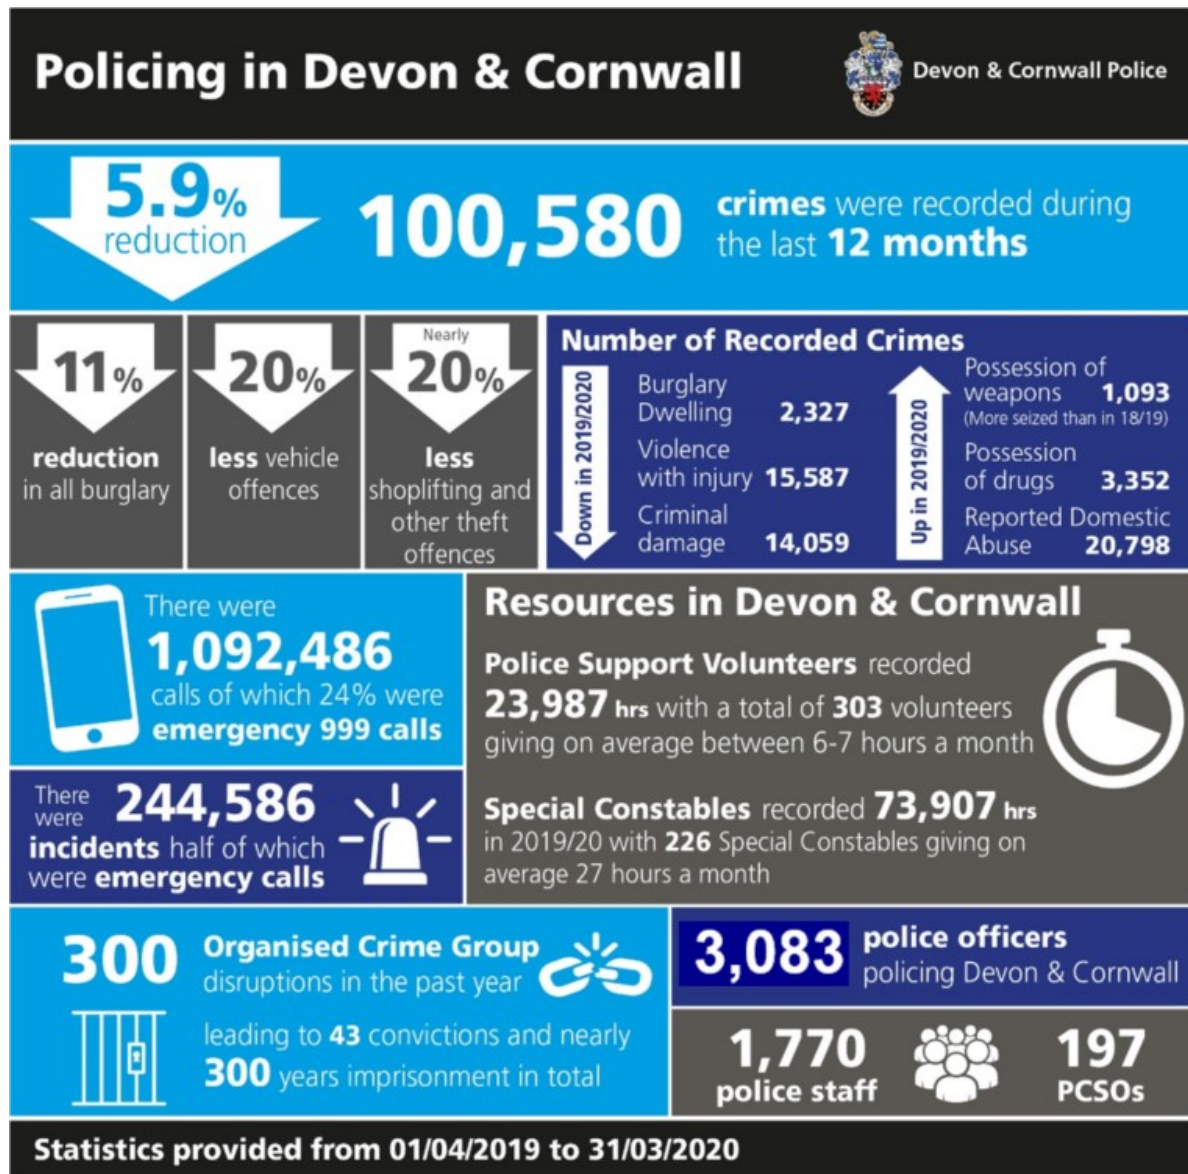 Policing in Devon & Cornwall
Devon & Cornwall Police
5.9%
reduction
100,580
crimes were recorded during
the last 12 months
11%
reduction
in all burglary
20%
less vehicle
offences
Nearly
20%
less
shoplifting and
other theft
offences
Number of Recorded Crimes
Down in 2019/2020
Burglary
Dwelling 2,327
Violence
with injury 15,587
Criminal
damage 14,059
Up in 2019/2020
Possession of
weapons 1,093
(More seized than in 18/19)
Possession
of drugs 3,352
Reported Domestic
Abuse 20,798
There were
1,092,486
calls of which 24% were
emergency 999 calls
There
were 244,586
incidents half of which
were emergency calls
Resources in Devon & Cornwall
Police Support Volunteers recorded
23,987 hrs with a total of 303 volunteers
giving on average between 6-7 hours a month
Special Constables recorded 73,907 hrs
in 2019/20 with 226 Special Constables giving on
average 27 hours a month
300
Organised Crime Group
disruptions in the past year
leading to 43 convictions and nearly
300 years imprisonment in total
3,083
police officers
policing Devon & Cornwall
1,770
police staff
197
PCSOs
Statistics provided from 01/04/2019 to 31/03/2020